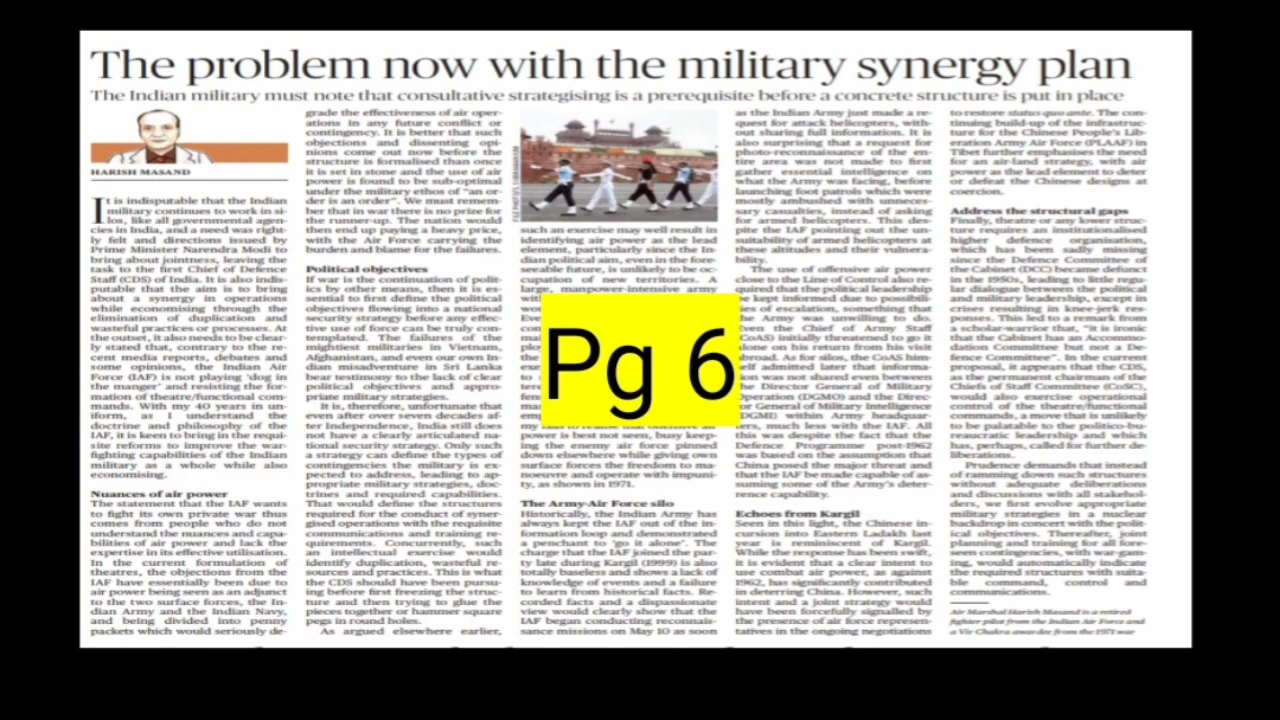 The problem now with the military synergy plan
The Indian military must note that consultative strategising is a prerequisite before a concrete structure is put in place
HARISH MASAND
It is indisputable that the Indian
military continues to work in si-
los, like all governmental agen-
cies in India, and a need was right-
ly felt and directions issued by
Prime Minister Narendra Modi to
bring about jointness, leaving the
task to the first Chief of Defence
Staff (CDS) of India. It is also indis-
putable that the aim is to bring
about a synergy in operations
while economising through the
elimination of duplication and
wasteful practices or processes. At
the outset, it also needs to be clear-
ly stated that, contrary to the re-
cent media reports, debates and
some opinions, the Indian Air
Force (IAF) is not playing 'dog in
the manger' and resisting the for-
mation of theatre/functional com-
mands. With my 40 years in un-
iform, as I understand the
doctrine and philosophy of the
IAF, it is keen to bring in the requi-
site reforms to improve the war-
fighting capabilities of the Indian
military as a whole while also
economising.
Nuances of air power
The statement that the IAF wants
to fight its own private war thus
comes from people who do not
understand the nuances and capa-
bilities of air power and lack the
expertise in its effective utilisation.
In the current formulation of
theatres, the objections from the
IAF have essentially been due to
air power being seen as an adjunct
to the two surface forces, the In-
dian Army and the Indian Navy,
and being divided into penny
packets which would seriously de-
grade the effectiveness of air oper-
ations in any future conflict or
contingency. It is better that such
objections and dissenting opi-
nions come out now before the
structure is formalised than once
it is set in stone and the use of air
power is found to be sub-optimal
under the military ethos of "an or-
der is an order". We must remem-
ber that in war there is no prize for
the runner-up. The nation would
then end up paying a heavy price,
with the Air Force carrying the
burden and blame for the failures.
Political objectives
If war is the continuation of polit-
ics by other means, then it is es-
sential to first define the political
objectives flowing into a national
security strategy before any effec-
tive use of force can be truly con-
templated. The failures of the
mightiest militaries in Vietnam,
Afghanistan, and even our own In-
dian misadventure in Sri Lanka
bear testimony to the lack of clear
political objectives and appro-
priate military strategies.
It is, therefore, unfortunate that
even after over seven decades af-
ter Independence, India still does
not have a clearly articulated na-
tional security strategy. Only such
a strategy can define the types of
contingencies the military is ex-
pected to address, leading to ap-
propriate military strategies, doc-
trines and required capabilities.
That would define the structures
required for the conduct of syner-
gised operations with the requisite
communications and training re-
quirements. Concurrently, such
an intellectual exercise would
identify duplication, wasteful re-
sources and practices. This is what
the CDS should have been pursu-
ing before first freezing the struc-
ture and then trying to glue the
pieces together or hammer square
pegs in round holes.
As argued elsewhere earlier,
such an exercise may well result in
identifying air power as the lead
element, particularly since the In-
dian political aim, even in the fore-
seeable future, is unlikely to be oc-
cupation of new territories. A
large, manpower-intensive army
Pg 6
power is best not seen, busy keep-
ing the enemy air force pinned
down elsewhere while giving own
surface forces the freedom to ma-
noeuvre and operate with impuni-
ty, as shown in 1971.
The Army-Air Force silo
Historically, the Indian Army has
always kept the IAF out of the in-
formation loop and demonstrated
a penchant to 'go it alone'. The
charge that the IAF joined the par-
ty late during Kargil (1999) is also
totally baseless and shows a lack of
knowledge of events and a failure
to learn from historical facts. Re-
corded facts and a dispassionate
view would clearly show that the
IAF began conducting reconnais-
sance missions on May 10 as soon
as the Indian Army just made a re-
quest for attack helicopters, with-
out sharing full information. It is
also surprising that a request for
photo-reconnaissance of the en-
tire area was not made to first
gather essential intelligence on
what the Army was facing, before
launching foot patrols which were
mostly ambushed with unneces-
sary casualties, instead of asking
for armed helicopters. This des-
pite the IAF pointing out the un-
suitability of armed helicopters at
these altitudes and their vulnera-
bility.
The use of offensive air power
close to the Line of Control also re-
quired that the political leadership
be kept informed due to possibili-
ies of escalation, something that
the Army was unwilling to do.
Even the Chief of Army Staff
(CoAS) initially threatened to go it
alone on his return from his visit
abroad. As for silos, the CoAS him-
elf admitted later that informa-
ion was not shared even between
he Director General of Military
Operation (DGMO) and the Direc-
or General of Military Intelligence
(DGMI) within Army headquar-
ters, much less with the IAF. All
this was despite the fact that the
Defence Programme post-1962
was based on the assumption that
China posed the major threat and
that the IAF be made capable of as-
suming some of the Army's deter-
rence capability.
Echoes from Kargil
Seen in this light, the Chinese in-
cursion into Eastern Ladakh last
year is reminiscent of Kargil.
While the response has been swift,
it is evident that a clear intent to
use combat air power, as against
1962, has significantly contributed
in deterring China. However, such
intent and a joint strategy would
have been forcefully signalled by
the presence of air force represen-
tatives in the ongoing negotiations
to restore status quo ante. The con-
tinuing build-up of the infrastruc-
ture for the Chinese People's Lib-
eration Army Air Force (PLAAF) in
Tibet further emphasises the need
for an air-land strategy, with air
power as the lead element to deter
or defeat the Chinese designs at
coercion.
Address the structural gaps
Finally, theatre or any lower struc-
ture requires an institutionalised
higher defence organisation,
which has been sadly missing
since the Defence Committee of
the Cabinet (DCC) became defunct
in the 1950s, leading to little regu-
lar dialogue between the political
and military leadership, except in
crises resulting in knee-jerk res-
ponses. This led to a remark from
a scholar-warrior that, "it is ironic
that the Cabinet has an Accommo-
dation Committee but not a De-
fence Committee". In the current
proposal, it appears that the CDS,
as the permanent chairman of the
Chiefs of Staff Committee (CoSC),
would also exercise operational
control of the theatre/functional
commands, a move that is unlikely
to be palatable to the politico-bu-
reaucratic leadership and which
has, perhaps, called for further de-
liberations.
Prudence demands that instead
of ramming down such structures
without adequate deliberations
and discussions with all stakehol-
ders, we first evolve appropriate
military strategies in a nuclear
backdrop in concert with the polit-
ical objectives. Thereafter, joint
planning and training for all fore-
seen contingencies, with war-gam-
ing, would automatically indicate
the required structures with suita-
ble command, control and
communications.
Air Marshal Harish Masand is a retired
fighter pilot from the Indian Air Force and
a Vir Chakra awardee from the 1971 war